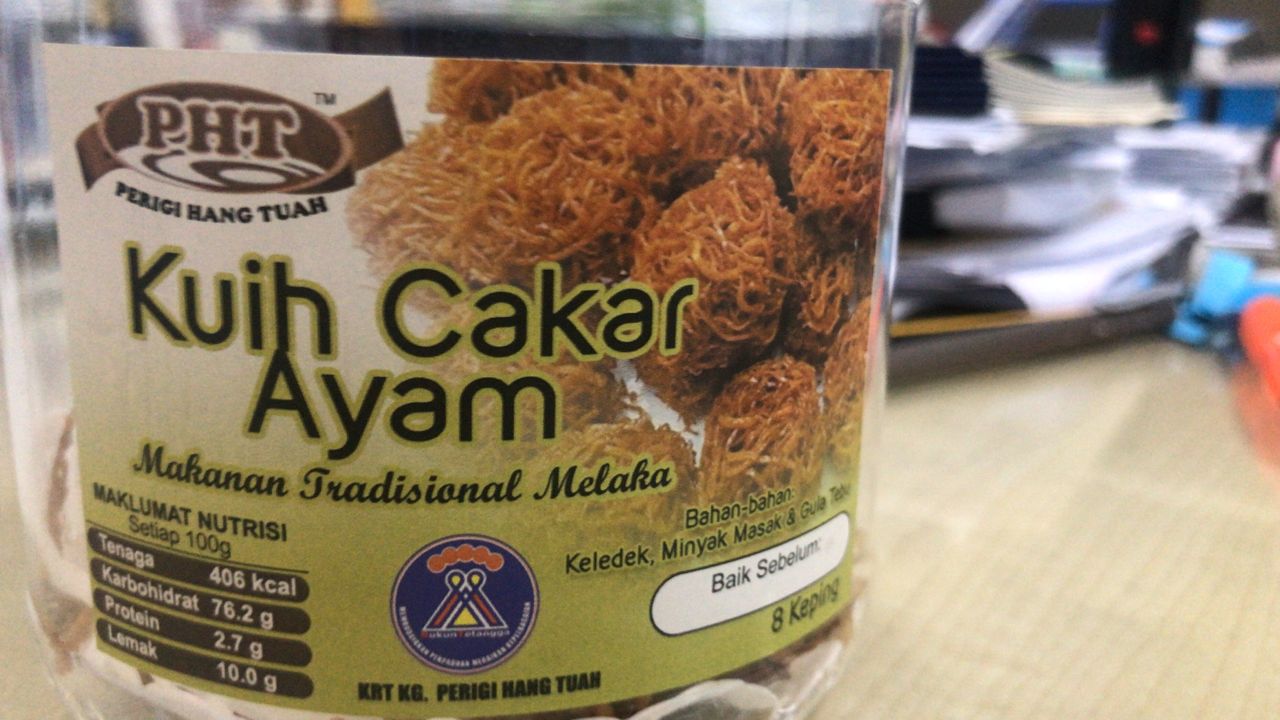 PHT
TM
PERIGI HANG TUAH
Kuih Cakar
Ayam
Makanan Tradisional Melaka
MAKLUMAT NUTRISI
Setiap 100g
Tenaga 406 kcal
Karbohidrat 76.2 g
Protein 2.7 g
Lemak 10.0 g
Rukun Tetangga
KRT KG. PERIGI HANG TUAH
Bahan-bahan:
Keledek, Minyak Masak & Gula Tebu
Baik Sebelum:
8 Keping